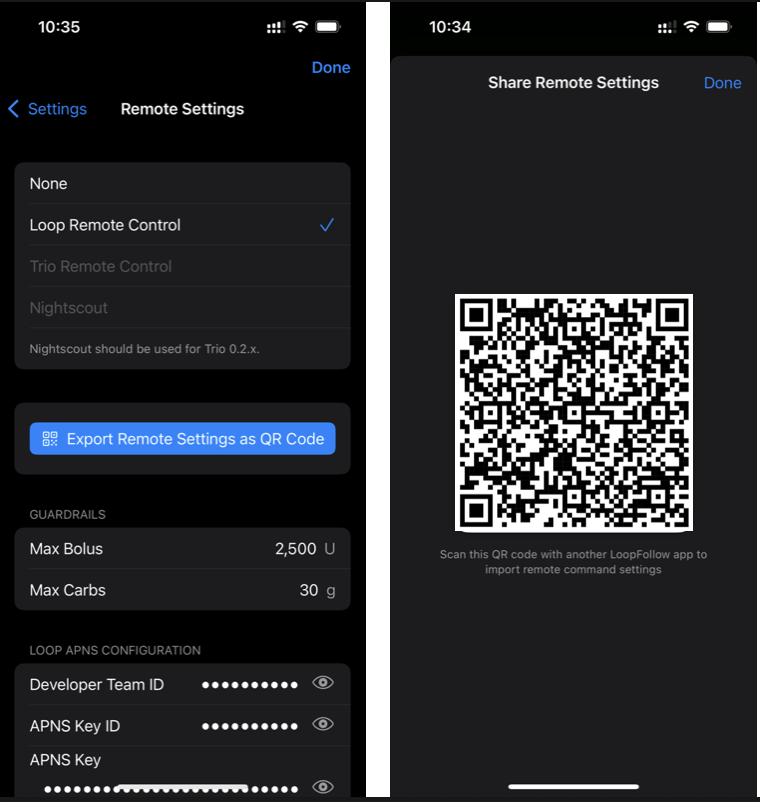 10:35
Done
Settings
Remote Settings
None
Loop Remote Control
Trio Remote Control
Nightscout
Nightscout should be used for Trio 0.2.x.
Export Remote Settings as QR Code
GUARDRAILS
Max Bolus 2,500 U
Max Carbs 30 g
LOOP APNS CONFIGURATION
Developer Team ID ●●●●●●●●●●
APNS Key ID ●●●●●●●●●●
APNS Key
10:34
Share Remote Settings
Done
Scan this QR code with another LoopFollow app to
import remote command settings